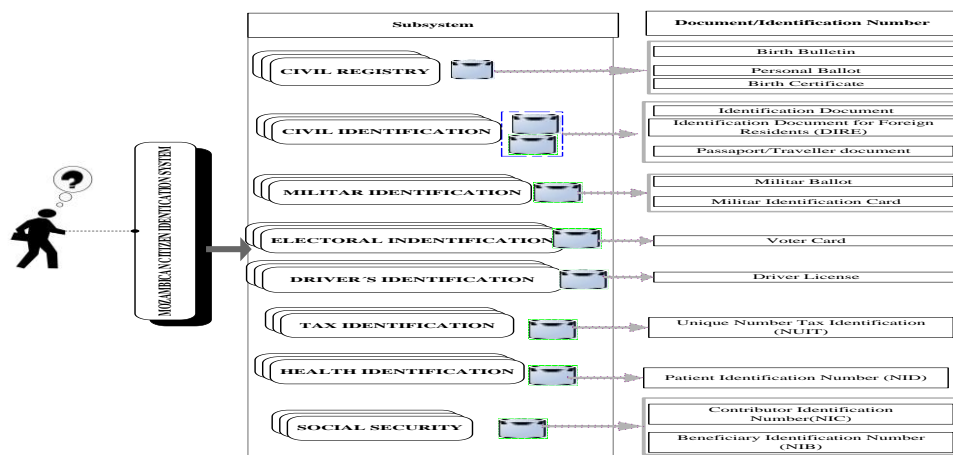 Subsystem
Document/Identification Number
?
MOZAMBICAN CITIZEN IDENTICATION SYSTEM
CIVIL REGISTRY
Birth Bulletin
Personal Ballot
Birth Certificate
CIVIL IDENTIFICATION
Identification Document
Identification Document for Foreign
Residents (DIRE)
Passaport/Traveller document
MILITAR IDENTIFICATION
Militar Ballot
Militar Identification Card
ELECTORAL INDENTIFICATION
Voter Card
DRIVER´S IDENTIFICATION
Driver License
TAX IDENTIFICATION
Unique Number Tax Identification
(NUIT)
HEALTH IDENTIFICATION
Patient Identification Number (NID)
SOCIAL SECURITY
Contributor Identification
Number(NIC)
Beneficiary Identification Number
(NIB)